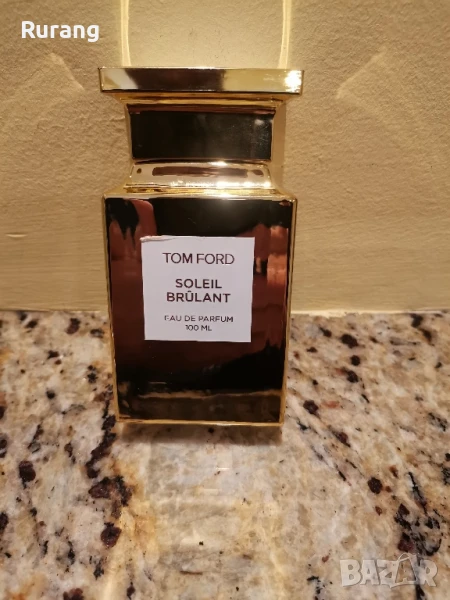 Rurang
TOM FORD
SOLEIL
BRÛLANT
EAU DE PARFUM
100 ML
BAZAR